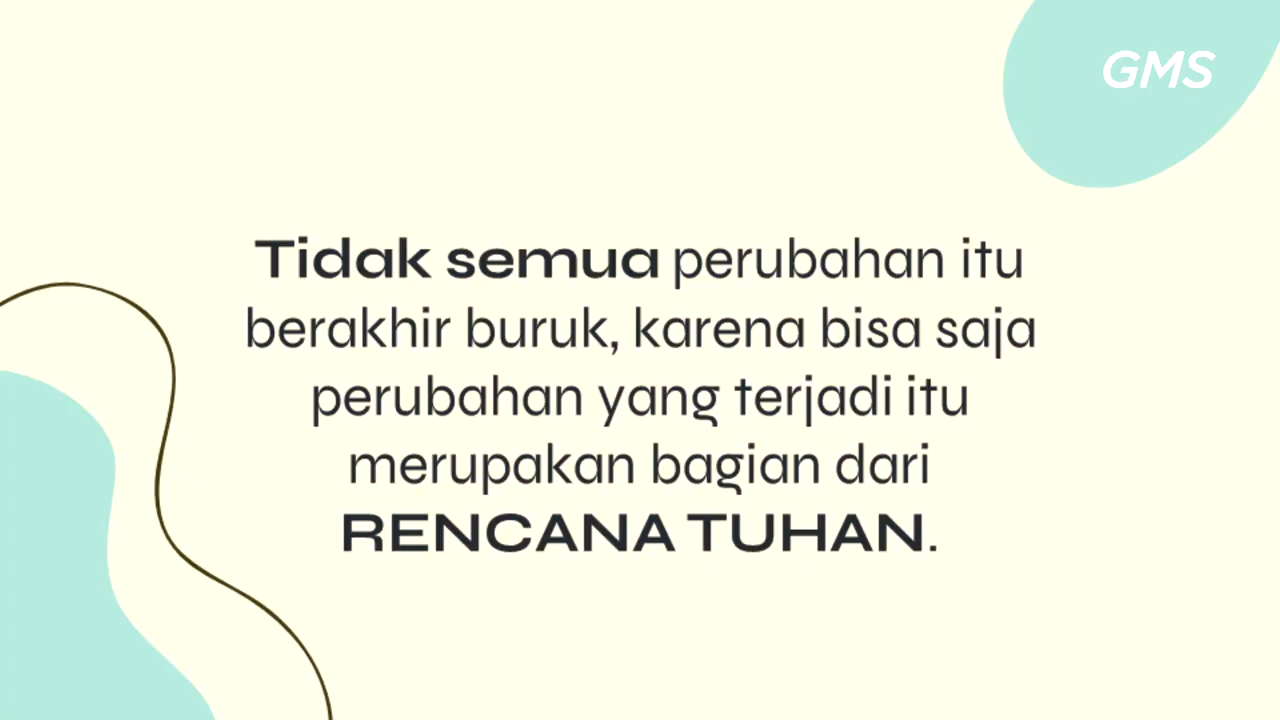 GMS
Tidak semua perubahan itu
berakhir buruk, karena bisa saja
perubahan yang terjadi itu
merupakan bagian dari
RENCANA TUHAN.